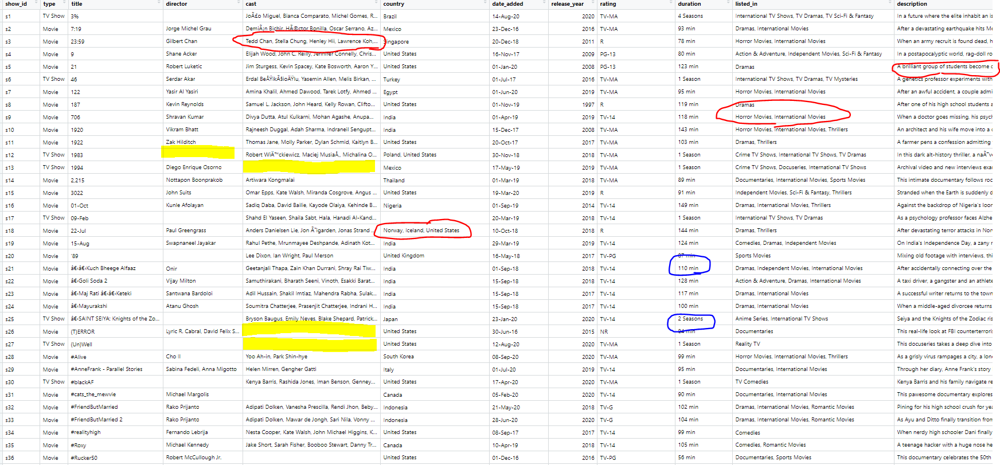 show_id type title director cast country date_added release_year rating duration listed_in description
s1 TV Show 3% JoÃ£o Miguel, Bianca Comparato, Michel Gomes, R... Brazil 14-Aug-20 2020 TV-MA 4 Seasons International TV Shows, TV Dramas, TV Sci-Fi & Fantasy In a future where the elite inhabit an is
s2 Movie 7:19 Jorge Michel Grau DemiÃ¡n Bichir, HÃ©ctor Bonilla, Oscar Serrano, Az... Mexico 23-Dec-16 2016 TV-MA 93 min Dramas, International Movies After a devastating earthquake hits Me
s3 Movie 23:59 Gilbert Chan Tedd Chan, Stella Chung, Henley Hii, Lawrence Koh,... Singapore 20-Dec-18 2011 R 78 min Horror Movies, International Movies When an army recruit is found dead, h
s4 Movie 9 Shane Acker Elijah Wood, John C. Reilly, Jennifer Connelly, Chris... United States 16-Nov-17 2009 PG-13 80 min Action & Adventure, Independent Movies, Sci-Fi & Fantasy In a postapocalyptic world, rag-doll ro
s5 Movie 21 Robert Luketic Jim Sturgess, Kevin Spacey, Kate Bosworth, Aaron Y... United States 01-Jan-20 2008 PG-13 123 min Dramas A brilliant group of students become c
s6 TV Show 46 Serdar Akar Erdal BeÅŸikÃ§ioÄŸlu, Yasemin Allen, Melis Birkan, ... Turkey 01-Jul-17 2016 TV-MA 1 Season International TV Shows, TV Dramas, TV Mysteries A genetics professor experiments with
s7 Movie 122 Yasir Al Yasiri Amina Khalil, Ahmed Dawood, Tarek Lotfy, Ahmed ... Egypt 01-Jun-20 2019 TV-MA 95 min Horror Movies, International Movies After an awful accident, a couple admi
s8 Movie 187 Kevin Reynolds Samuel L. Jackson, John Heard, Kelly Rowan, Clifto... United States 01-Nov-19 1997 R 119 min Dramas After one of his high school students a
s9 Movie 706 Shravan Kumar Divya Dutta, Atul Kulkarni, Mohan Agashe, Anupa... India 01-Apr-19 2019 TV-14 118 min Horror Movies, International Movies When a doctor goes missing, his psych
s10 Movie 1920 Vikram Bhatt Rajneesh Duggal, Adah Sharma, Indraneil Sengupt... India 15-Dec-17 2008 TV-MA 143 min Horror Movies, International Movies, Thrillers An architect and his wife move into a c
s11 Movie 1922 Zak Hilditch Thomas Jane, Molly Parker, Dylan Schmid, Kaitlyn B... United States 20-Oct-17 2017 TV-MA 103 min Dramas, Thrillers A farmer pens a confession admitting
s12 TV Show 1983 Robert WiÄ™ckiewicz, Maciej MusiaÅ‚, Michalina O... Poland, United States 30-Nov-18 2018 TV-MA 1 Season Crime TV Shows, International TV Shows, TV Dramas In this dark alt-history thriller, a naÃ¯ve
s13 TV Show 1994 Diego Enrique Osorno Mexico 17-May-19 2019 TV-MA 1 Season Crime TV Shows, Docuseries, International TV Shows Archival video and new interviews exa
s14 Movie 2,215 Nottapon Boonprakob Artiwara Kongmalai Thailand 01-Mar-19 2018 TV-MA 89 min Documentaries, International Movies, Sports Movies This intimate documentary follows roc
s15 Movie 3022 John Suits Omar Epps, Kate Walsh, Miranda Cosgrove, Angus ... United States 19-Mar-20 2019 R 91 min Independent Movies, Sci-Fi & Fantasy, Thrillers Stranded when the Earth is suddenly d
s16 Movie 01-Oct Kunle Afolayan Sadiq Daba, David Bailie, Kayode Olaiya, Kehinde B... Nigeria 01-Sep-19 2014 TV-14 149 min Dramas, International Movies, Thrillers Against the backdrop of Nigeria's loor
s17 TV Show 09-Feb Shahd El Yaseen, Shaila Sabt, Hala, Hanadi Al-Kand... 20-Mar-19 2018 TV-14 1 Season International TV Shows, TV Dramas As a psychology professor faces Alzhe
s18 Movie 22-Jul Paul Greengrass Anders Danielsen Lie, Jon Ã˜igarden, Jonas Strand ... Norway, Iceland, United States 10-Oct-18 2018 R 144 min Dramas, Thrillers After devastating terror attacks in Nor
s19 Movie 15-Aug Swapnaneel Jayakar Rahul Pethe, Mrunmayee Deshpande, Adinath Kot... India 29-Mar-19 2019 TV-14 124 min Comedies, Dramas, Independent Movies On India's Independence Day, a zany r
s20 Movie '89 Lee Dixon, Ian Wright, Paul Merson United Kingdom 16-May-18 2017 TV-PG 87 min Sports Movies Mixing old footage with interviews, thi
s21 Movie â€‹â€‹Kuch Bheege Alfaaz Onir Geetanjali Thapa, Zain Khan Durrani, Shray Rai Tiw... India 01-Sep-18 2018 TV-14 110 min Dramas, Independent Movies, International Movies After accidentally connecting over the
s22 Movie â€‹Goli Soda 2 Vijay Milton Samuthirakani, Bharath Seeni, Vinoth, Esakki Barat... India 15-Sep-18 2018 TV-14 128 min Action & Adventure, Dramas, International Movies A taxi driver, a gangster and an athlete
s23 Movie â€‹Maj Rati â€‹â€‹Keteki Santwana Bardoloi Adil Hussain, Shakil Imtiaz, Mahendra Rabha, Sulak... India 15-Sep-18 2017 TV-14 117 min Dramas, International Movies A successful writer returns to the town
s24 Movie â€‹Mayurakshi Atanu Ghosh Soumitra Chatterjee, Prasenjit Chatterjee, Indrani H... India 15-Sep-18 2017 TV-14 100 min Dramas, International Movies When a middle-aged divorcee returns
s25 TV Show â€‹SAINT SEIYA: Knights of the Zo... Bryson Baugus, Emily Neves, Blake Shepard, Patrick... Japan 23-Jan-20 2020 TV-14 2 Seasons Anime Series, International TV Shows Seiya and the Knights of the Zodiac ris
s26 Movie (T)ERROR Lyric R. Cabral, David Felix S... United States 30-Jun-16 2015 NR 84 min Documentaries This real-life look at FBI counterterroris
s27 TV Show (Un)Well United States 12-Aug-20 2020 TV-MA 1 Season Reality TV This docuseries takes a deep dive into
s28 Movie #Alive Cho Il Yoo Ah-in, Park Shin-hye South Korea 08-Sep-20 2020 TV-MA 99 min Horror Movies, International Movies, Thrillers As a grisly virus rampages a city, a lone
s29 Movie #AnneFrank - Parallel Stories Sabina Fedeli, Anna Migotto Helen Mirren, Gengher Gatti Italy 01-Jul-20 2019 TV-14 95 min Documentaries, International Movies Through her diary, Anne Frank's story
s30 TV Show #blackAF Kenya Barris, Rashida Jones, Iman Benson, Genney... United States 17-Apr-20 2020 TV-MA 1 Season TV Comedies Kenya Barris and his family navigate re
s31 Movie #cats_the_mewvie Michael Margolis Canada 05-Feb-20 2020 TV-14 90 min Documentaries, International Movies This pawesome documentary explores
s32 Movie #FriendButMarried Rako Prijanto Adipati Dolken, Vanesha Prescilla, Rendi Jhon, Beby... Indonesia 21-May-20 2018 TV-G 102 min Dramas, International Movies, Romantic Movies Pining for his high school crush for yea
s33 Movie #FriendButMarried 2 Rako Prijanto Adipati Dolken, Mawar de Jongh, Sari Nila, Vonny ... Indonesia 28-Jun-20 2020 TV-G 104 min Dramas, International Movies, Romantic Movies As Ayu and Ditto finally transition from
s34 Movie #realityhigh Fernando Lebrija Nesta Cooper, Kate Walsh, John Michael Higgins, K... United States 08-Sep-17 2017 TV-14 99 min Comedies When nerdy high schooler Dani finally
s35 Movie #Roxy Michael Kennedy Jake Short, Sarah Fisher, Booboo Stewart, Danny Tr... Canada 10-Apr-19 2018 TV-14 105 min Comedies, Romantic Movies A teenage hacker with a huge nose he
s36 Movie #Rucker50 Robert McCullough Jr. United States 01-Dec-16 2016 TV-PG 56 min Documentaries, Sports Movies This documentary celebrates the 50th